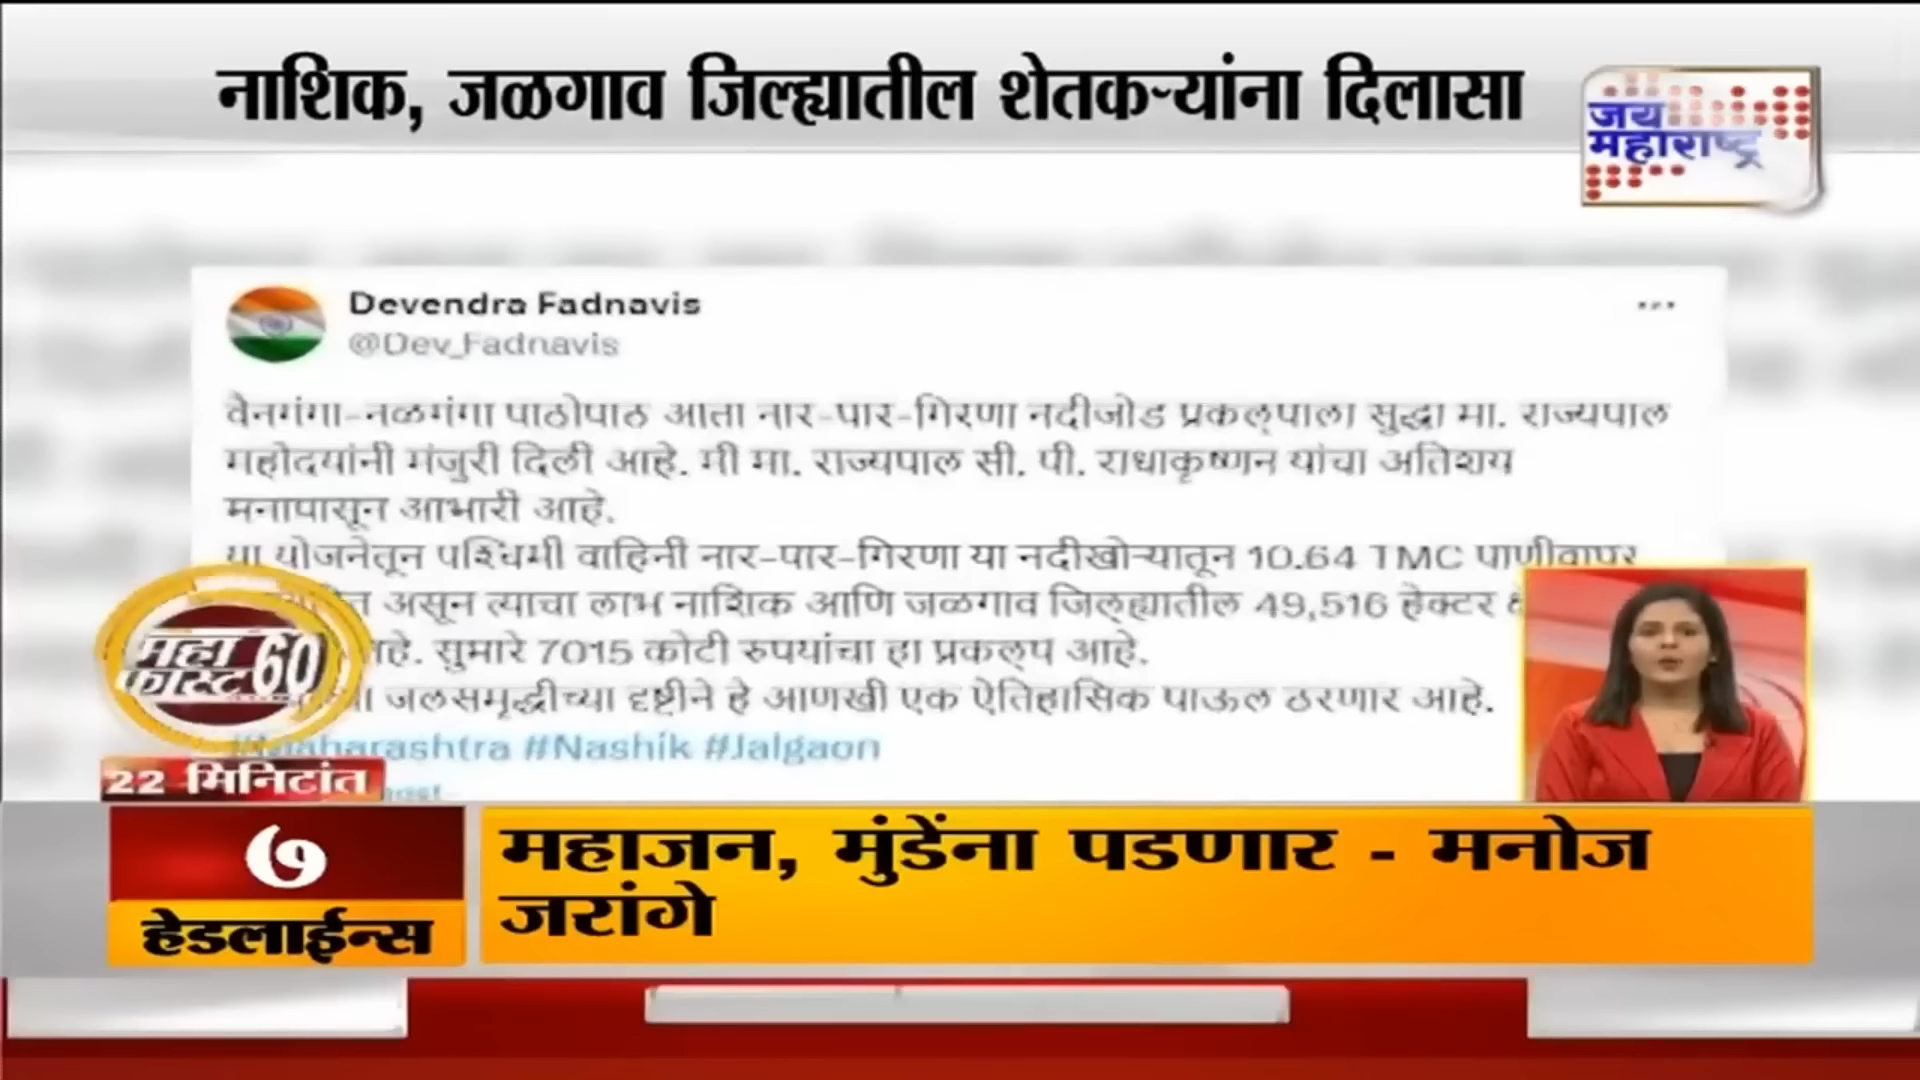 नाशिक, जळगाव जिल्ह्यातील शेतकऱ्यांना दिलासा
जय
महाराष्ट्र
Devendra Fadnavis
@Dev_Fadnavis
वैनगंगा-नळगंगा पाठोपाठ आता नार-पार-गिरणा नदीजोड प्रकल्पाला सुद्धा मा. राज्यपाल
महोदयांनी मंजुरी दिली आहे. मी मा. राज्यपाल सी. पी. राधाकृष्णन यांचा अतिशय
मनापासून आभारी आहे.
या योजनेतून पश्चिमी वाहिनी नार-पार-गिरणा या नदीखोऱ्यातून 10.64 TMC पाणीवापर
असून त्याचा लाभ नाशिक आणि जळगाव जिल्ह्यातील 49,516 हेक्टर
आहे. सुमारे 7015 कोटी रुपयांचा हा प्रकल्प आहे.
जलसमृद्धीच्या दृष्टीने हे आणखी एक ऐतिहासिक पाऊल ठरणार आहे.
#Maharashtra #Nashik #Jalgaon
महा
फास्ट 60
22 मिनिटांत
७
हेडलाईन्स
महाजन, मुंडेंना पडणार - मनोज
जरांगे